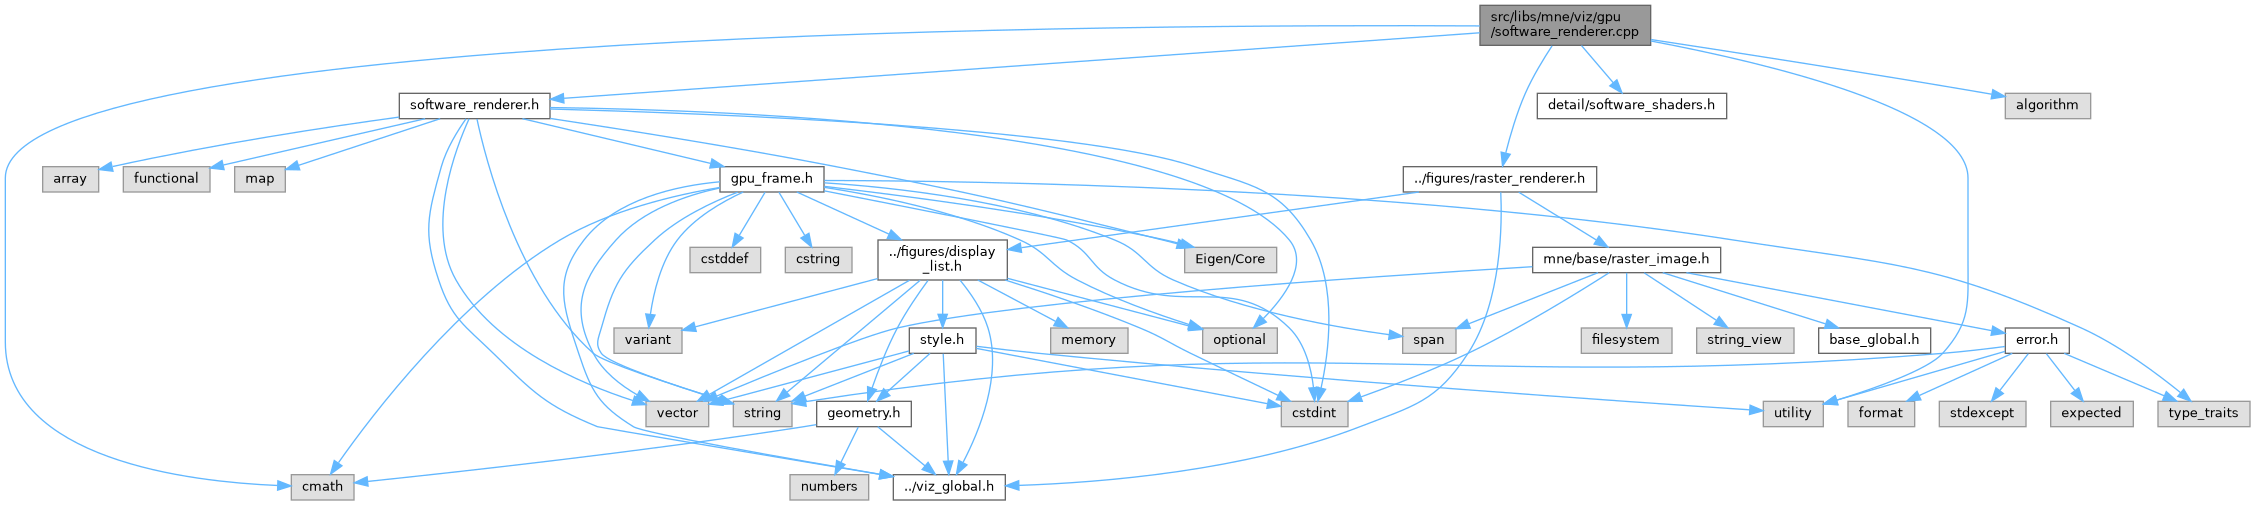 src/libs/mne/viz/gpu
/software_renderer.cpp
software_renderer.h
detail/software_shaders.h
algorithm
array
functional
map
gpu_frame.h
../figures/raster_renderer.h
cstddef
cstring
../figures/display
_list.h
Eigen/Core
mne/base/raster_image.h
variant
style.h
memory
optional
span
filesystem
string_view
base_global.h
error.h
vector
string
geometry.h
cstdint
utility
format
stdexcept
expected
type_traits
cmath
numbers
../viz_global.h